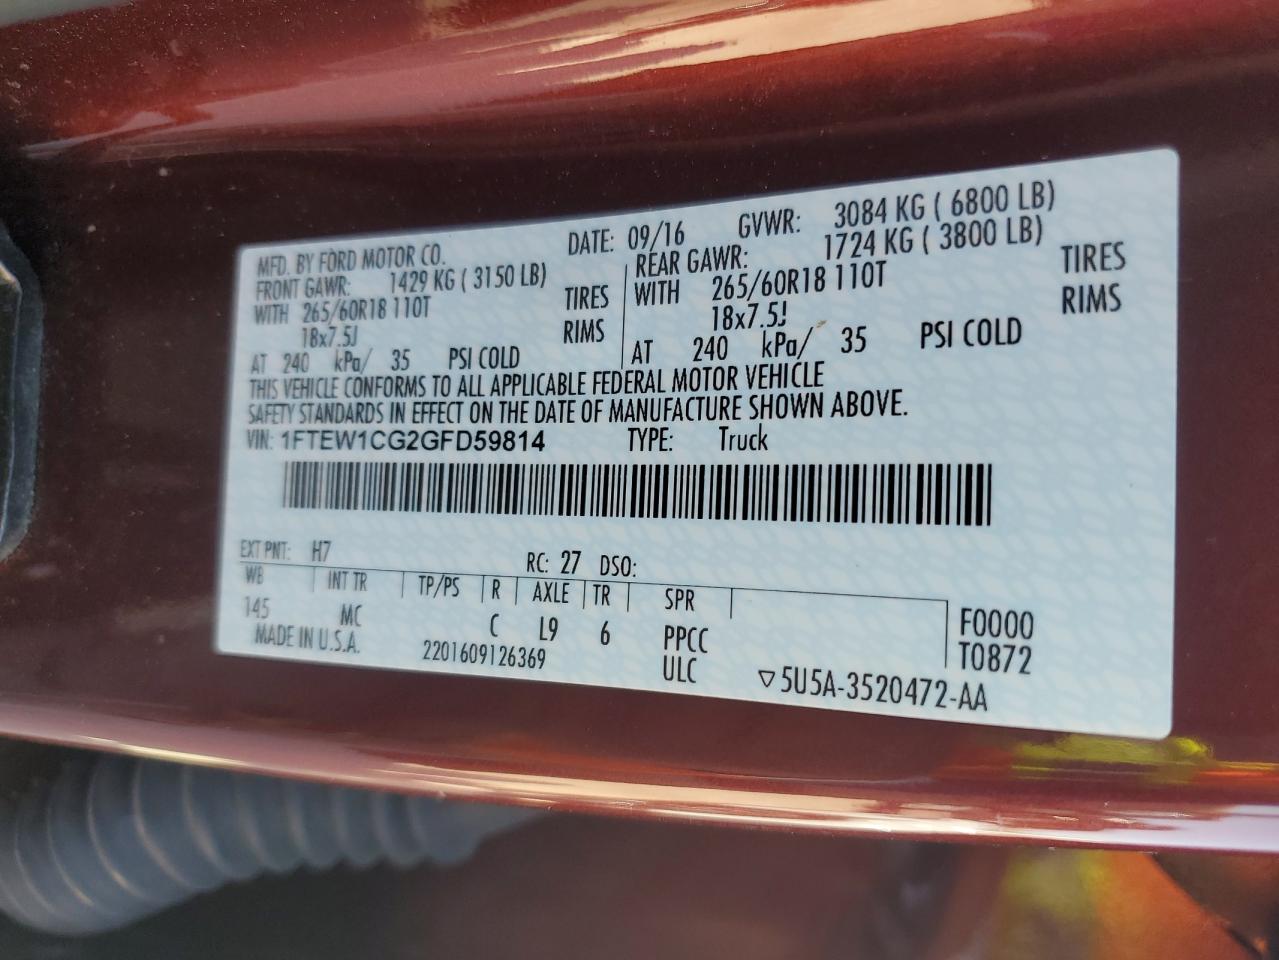 MFD. BY FORD MOTOR CO. DATE: 09/16 GVWR: 3084 KG ( 6800 LB)
FRONT GAWR: 1429 KG ( 3150 LB) REAR GAWR: 1724 KG ( 3800 LB)
WITH 265/60R18 110T TIRES WITH 265/60R18 110T TIRES
18x7.5J RIMS 18x7.5J RIMS
AT 240 kPa/ 35 PSI COLD AT 240 kPa/ 35 PSI COLD
THIS VEHICLE CONFORMS TO ALL APPLICABLE FEDERAL MOTOR VEHICLE
SAFETY STANDARDS IN EFFECT ON THE DATE OF MANUFACTURE SHOWN ABOVE.
VIN: 1FTEW1CG2GFD59814 TYPE: Truck
EXT PNT: H7 RC: 27 DSO:
WB INT TR TP/PS R AXLE TR SPR
145 MC C L9 6 PPCC F0000
MADE IN U.S.A. 2201609126369 ULC T0872
▽5U5A-3520472-AA